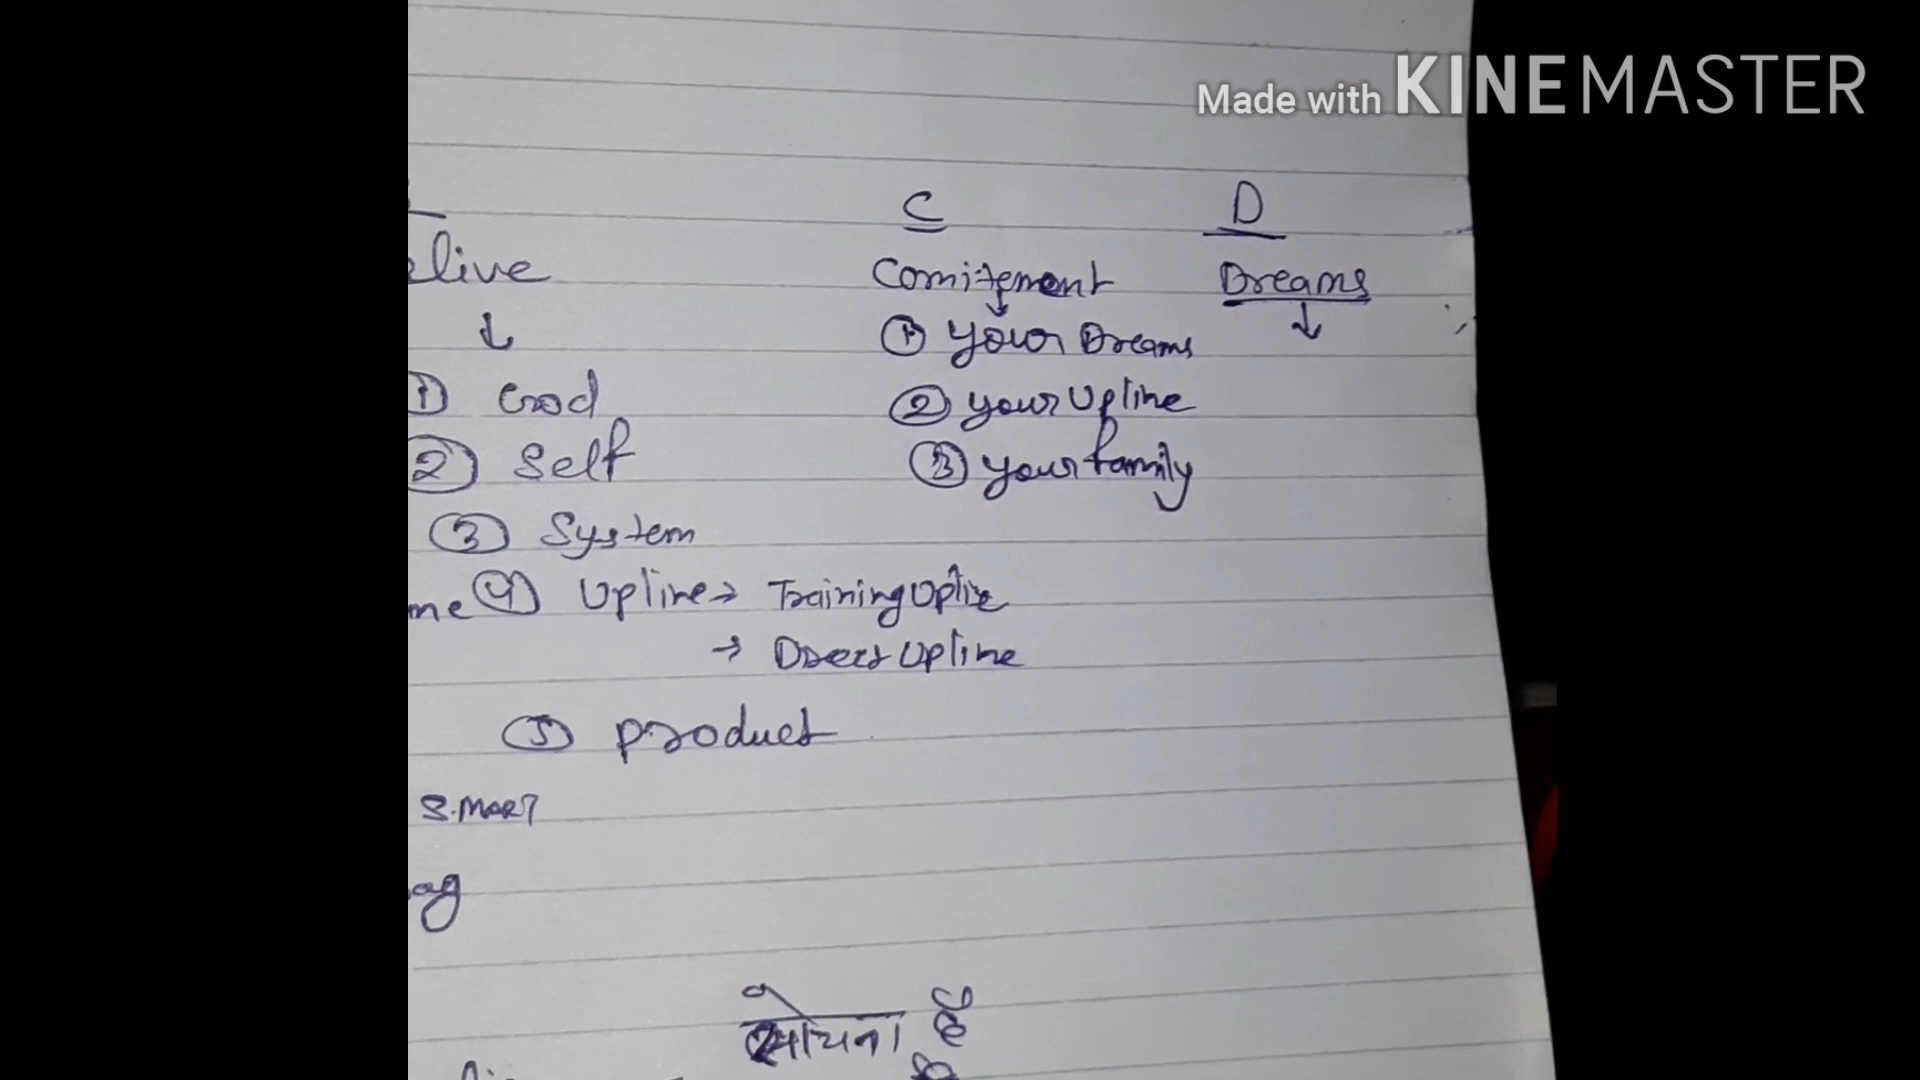 Made with KINEMASTER
C D
elive Comitement Dreams
↓ ↓ ↓
① God ① your Dreams
② Self ② your Upline
③ System ③ your family
me ④ Upline → Training Upline
→ Direct Upline
⑤ product
S.MART
ag
सोचना है